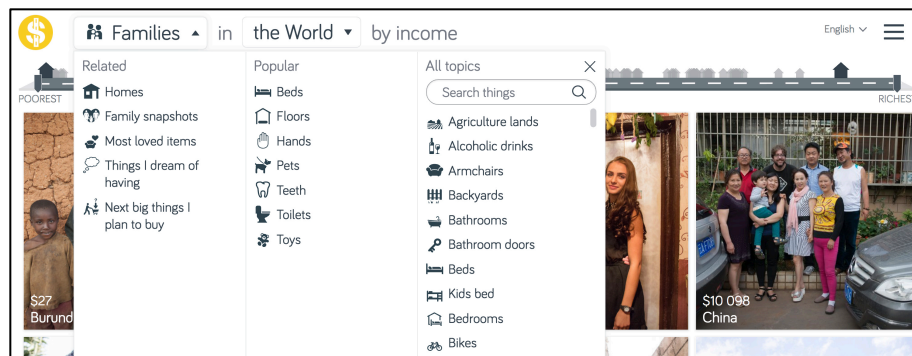 $ Families in the World by income English
Related
Homes
Family snapshots
Most loved items
Things I dream of
having
Next big things I
plan to buy
Popular
Beds
Floors
Hands
Pets
Teeth
Toilets
Toys
All topics
Search things
Agriculture lands
Alcoholic drinks
Armchairs
Backyards
Bathrooms
Bathroom doors
Beds
Kids bed
Bedrooms
Bikes
POOREST
RICHES
$27
Burund
$10 098
China